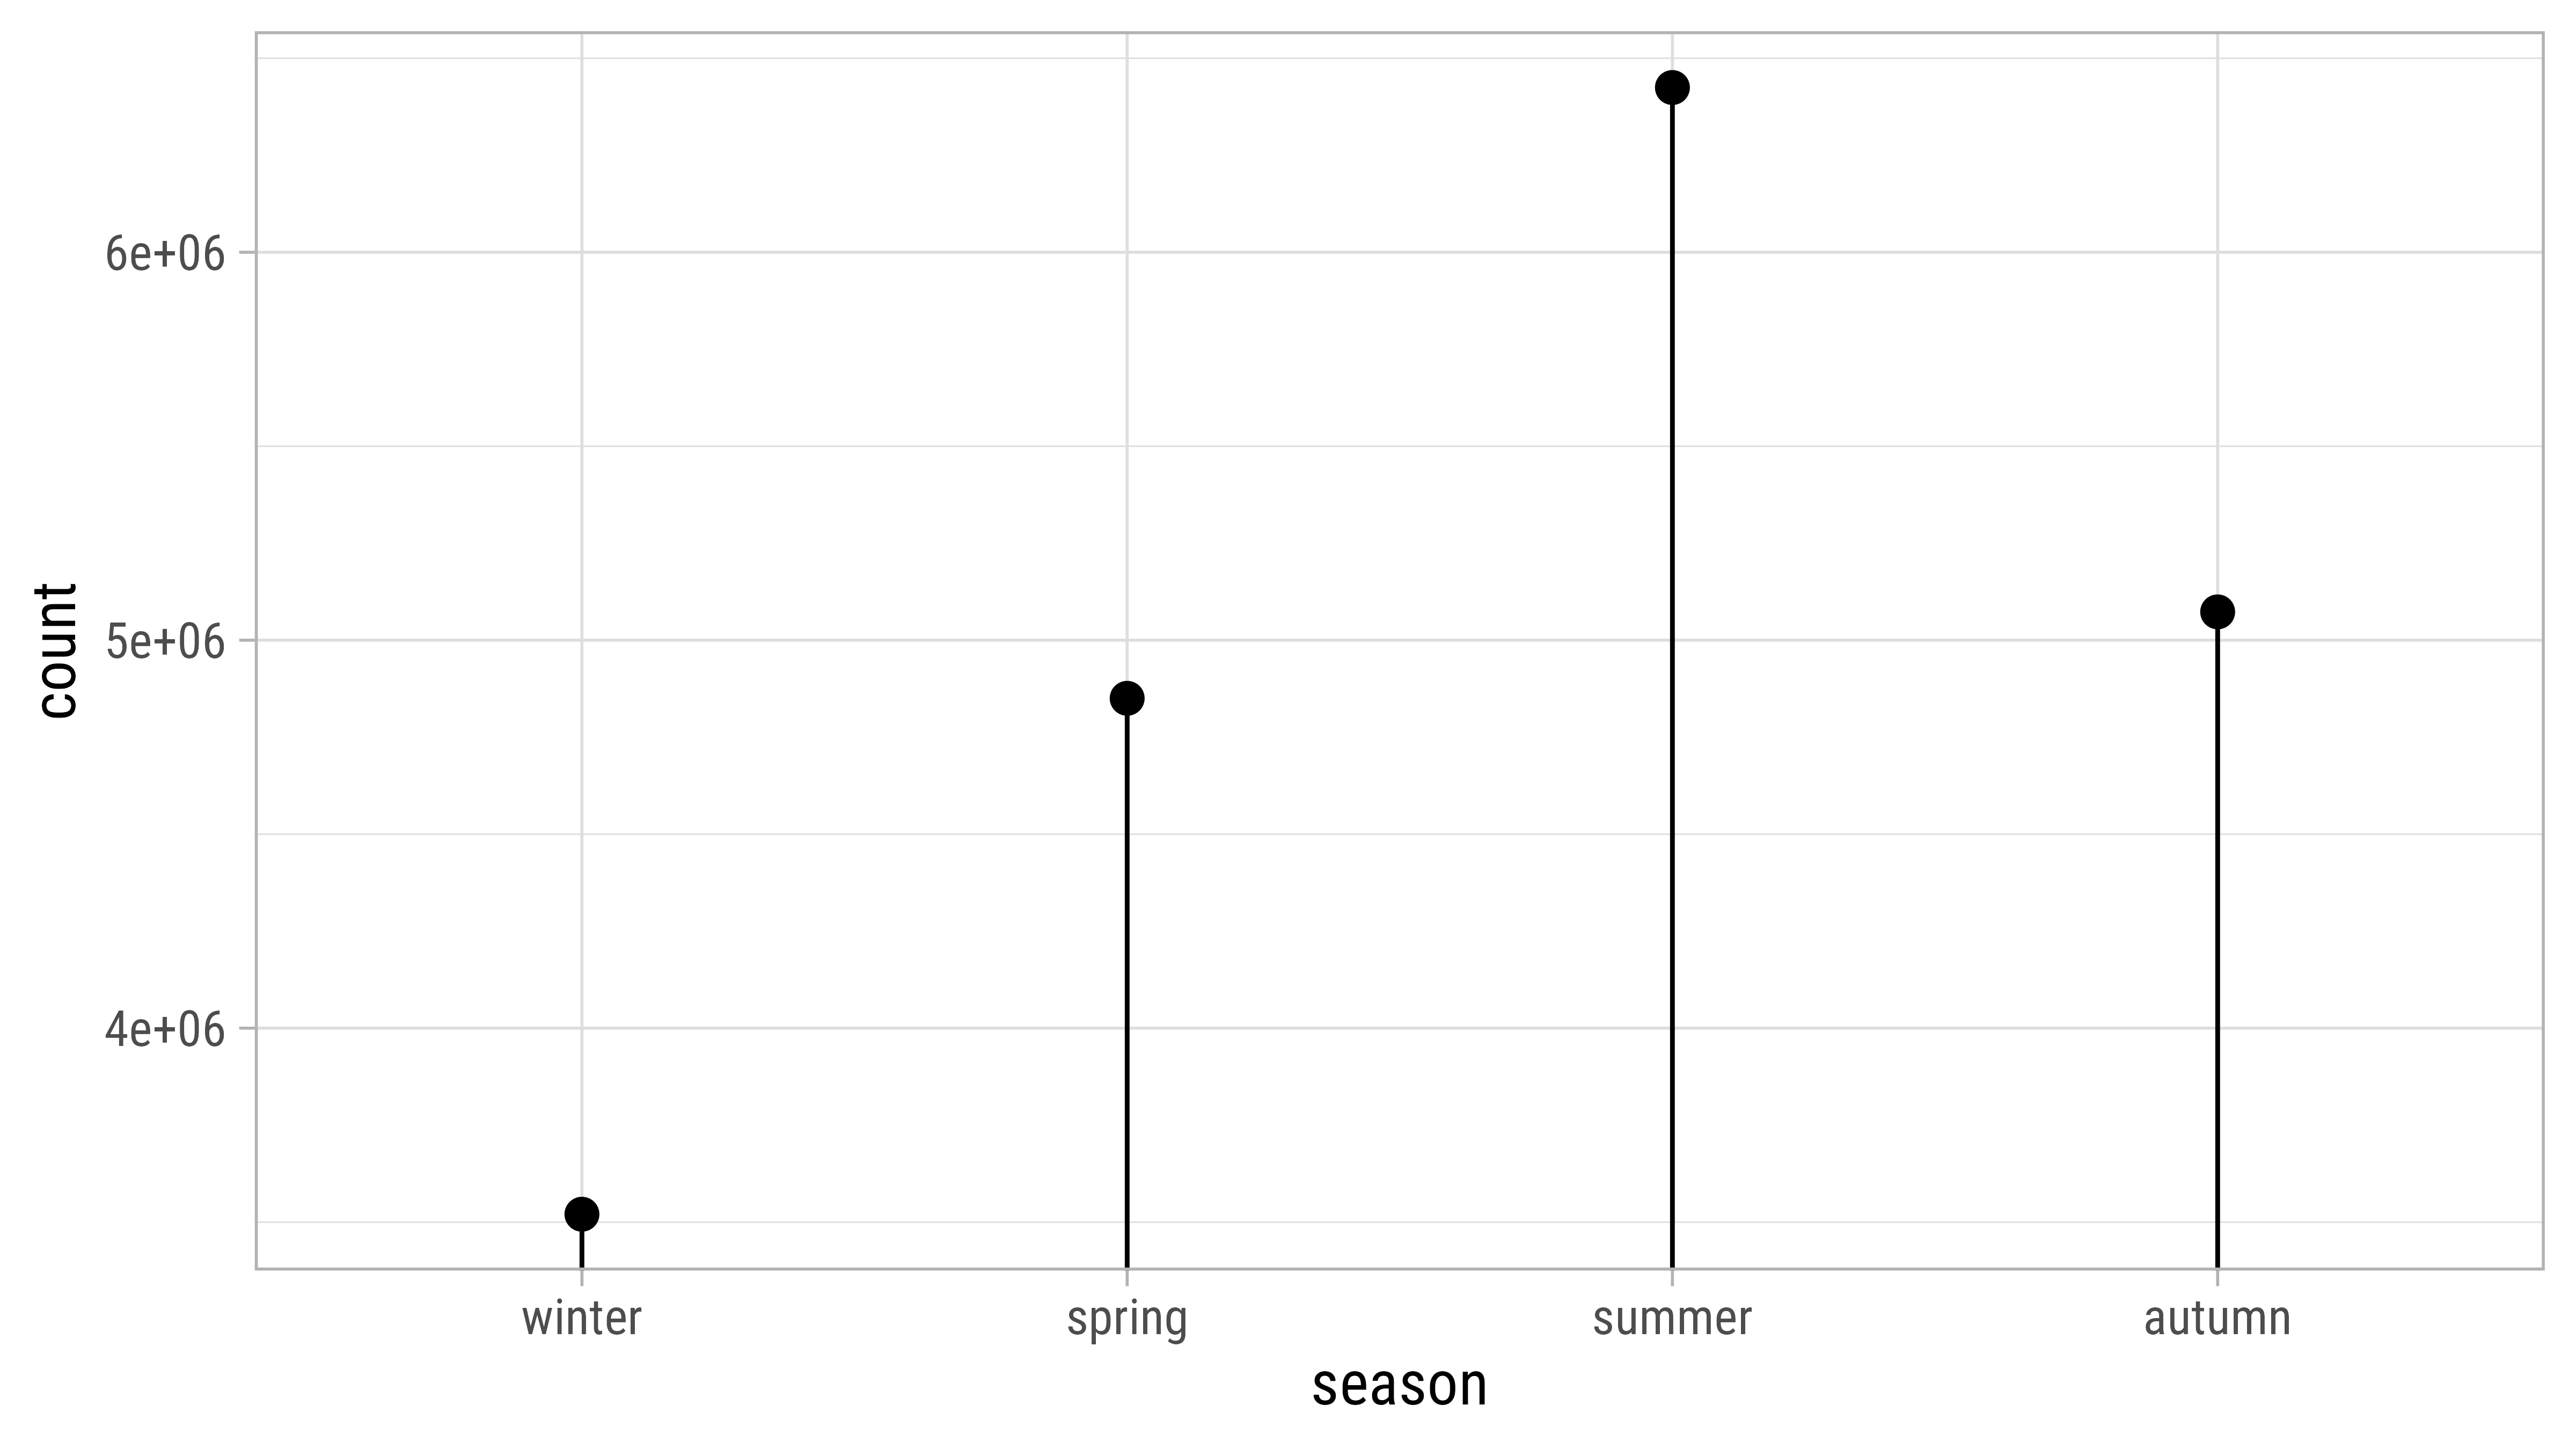 6e+06
5e+06
4e+06
count
winter spring summer autumn
season